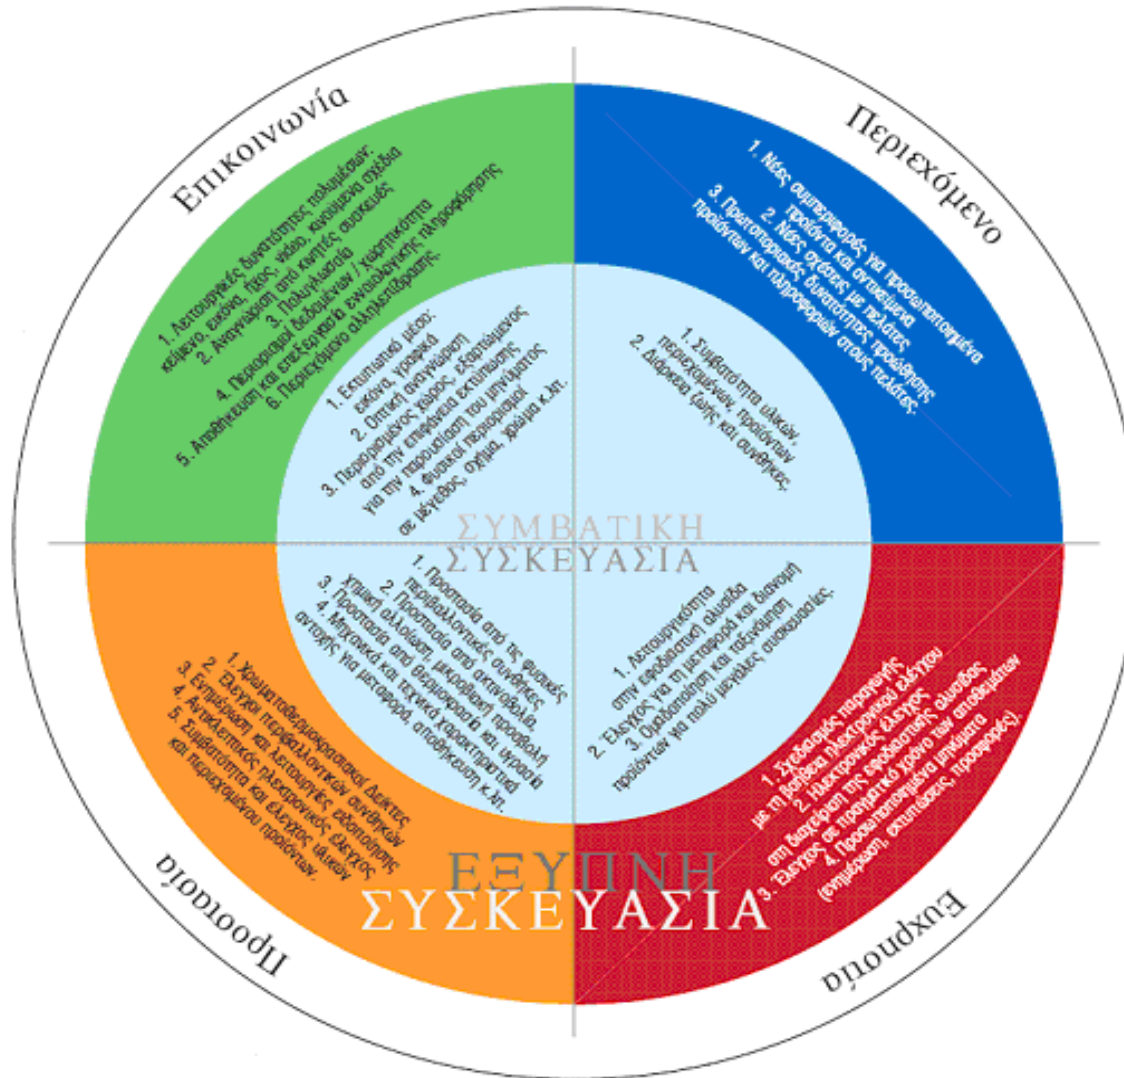 Επικοινωνία
1. Λειτουργικές δυνατότητες πολυμέσων:
κείμενο, εικόνα, ήχος, video, κινούμενα σχέδια
2. Αναγνώριση από κινητές συσκευές
3. Πολυγλωσσία
4. Περιορισμοί δεδομένων / χωρητικότητα
5. Αποθήκευση και επεξεργασία εννοιολογικής πληροφόρησης
6. Περιεχόμενο αλληλεπίδρασης.
Περιεχόμενο
1. Νέες συμπεριφορές για προσωποποιημένα
προϊόντα και αντικείμενα
2. Νέες σχέσεις με πελάτες
3. Πρωτοποριακές δυνατότητες προώθησης
προϊόντων και πληροφοριών στους πελάτες.
1. Εκτυπωτικό μέσο:
εικόνα, γραφικά
2. Οπτική αναγνώριση
3. Περιορισμένος χώρος, εξαρτώμενος
από την επιφάνεια εκτύπωσης
για την παρουσίαση του μηνύματος
4. Φυσικοί περιορισμοί
σε μέγεθος, σχήμα, χρώμα κ.λπ.
1. Συμβατότητα υλικών,
περιεχομένων, προϊόντων
2. Διάρκεια ζωής και συνθήκες.
ΣΥΜΒΑΤΙΚΗ
ΣΥΣΚΕΥΑΣΙΑ
1. Προστασία από τις φυσικές
περιβαλλοντικές συνθήκες
2. Προστασία από ακτινοβολία,
χημική αλλοίωση, μικροβιακή προσβολή
3. Προστασία από θερμοκρασία και υγρασία
4. Μηχανικά και τεχνικά χαρακτηριστικά
αντοχής για μεταφορά, αποθήκευση κ.λπ.
1. Λειτουργικότητα
στην εφοδιαστική αλυσίδα
2. Έλεγχος για τη μεταφορά και διανομή
3. Ομαδοποίηση και ταξινόμηση
προϊόντων για πολύ μεγάλες συσκευασίες.
1. Χρωματοθερμοκρασιακοί Δείκτες
2. Έλεγχοι περιβαλλοντικών συνθηκών
3. Ενημέρωση και λειτουργίες ειδοποίησης
4. Αντικλεπτικός ηλεκτρονικός έλεγχος
5. Συμβατότητα και έλεγχος υλικών
και περιεχομένου προϊόντων.
Προστασία
1. Σχεδιασμός παραγωγής
με τη βοήθεια ηλεκτρονικού ελέγχου
2. Ηλεκτρονικός έλεγχος
στη διαχείριση της εφοδιαστικής αλυσίδας
3. Έλεγχος σε πραγματικό χρόνο των αποθεμάτων
4. Προσωποποιημένα μηνύματα
(ενημέρωση, εκτυπώσεις, προσφορές).
Ευχρηστία
ΕΞΥΠΝΗ
ΣΥΣΚΕΥΑΣΙΑ